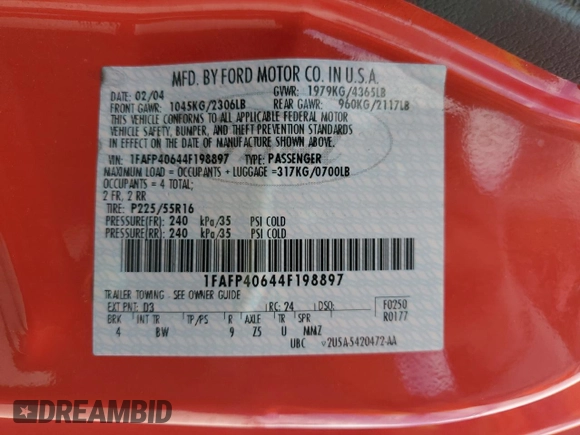 MFD. BY FORD MOTOR CO. IN U.S.A.
DATE: 02/04 GVWR: 1979KG/4365LB
FRONT GAWR: 1045KG/2306LB REAR GAWR: 960KG/2117LB
THIS VEHICLE CONFORMS TO ALL APPLICABLE FEDERAL MOTOR
VEHICLE SAFETY, BUMPER, AND THEFT PREVENTION STANDARDS
IN EFFECT ON THE DATE OF MANUFACTURE SHOWN ABOVE.
VIN: 1FAFP40644F198897 TYPE: PASSENGER
MAXIMUM LOAD = OCCUPANTS + LUGGAGE =317KG/0700LB
OCCUPANTS = 4 TOTAL;
2 FR, 2 RR
TIRE: P225/55R16
PRESSURE(FR): 240 kPa/35 PSI COLD
PRESSURE(RR): 240 kPa/35 PSI COLD
1FAFP40644F198897
TRAILER TOWING - SEE OWNER GUIDE
EXT PNT: D3 RC: 24 DSO: F0250
R0177
BRK INT TR TP/PS R AXLE TR SPR
4 BW 9 Z5 U MMZ
UBC 2U5A-5420472-AA
DREAMBID